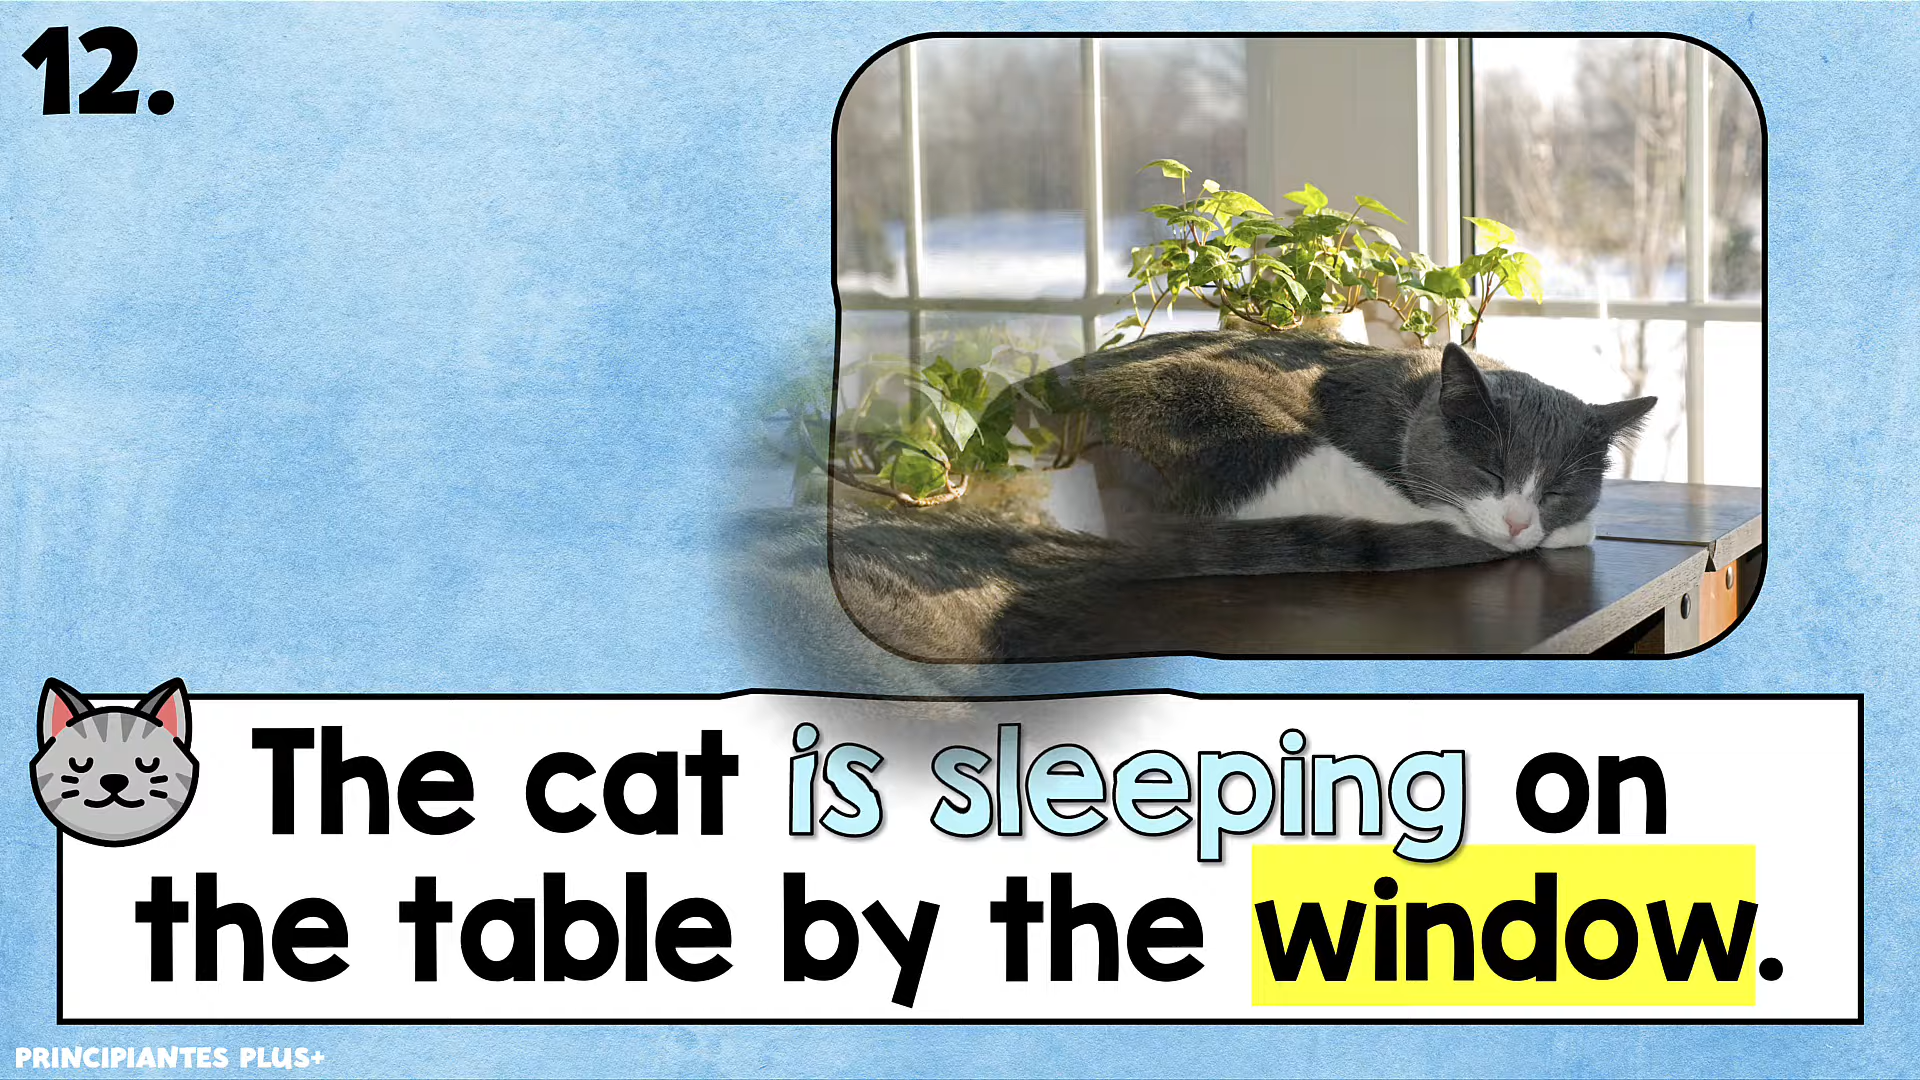 12.
The cat is sleeping on
the table by the window.
PRINCIPIANTES PLUS+